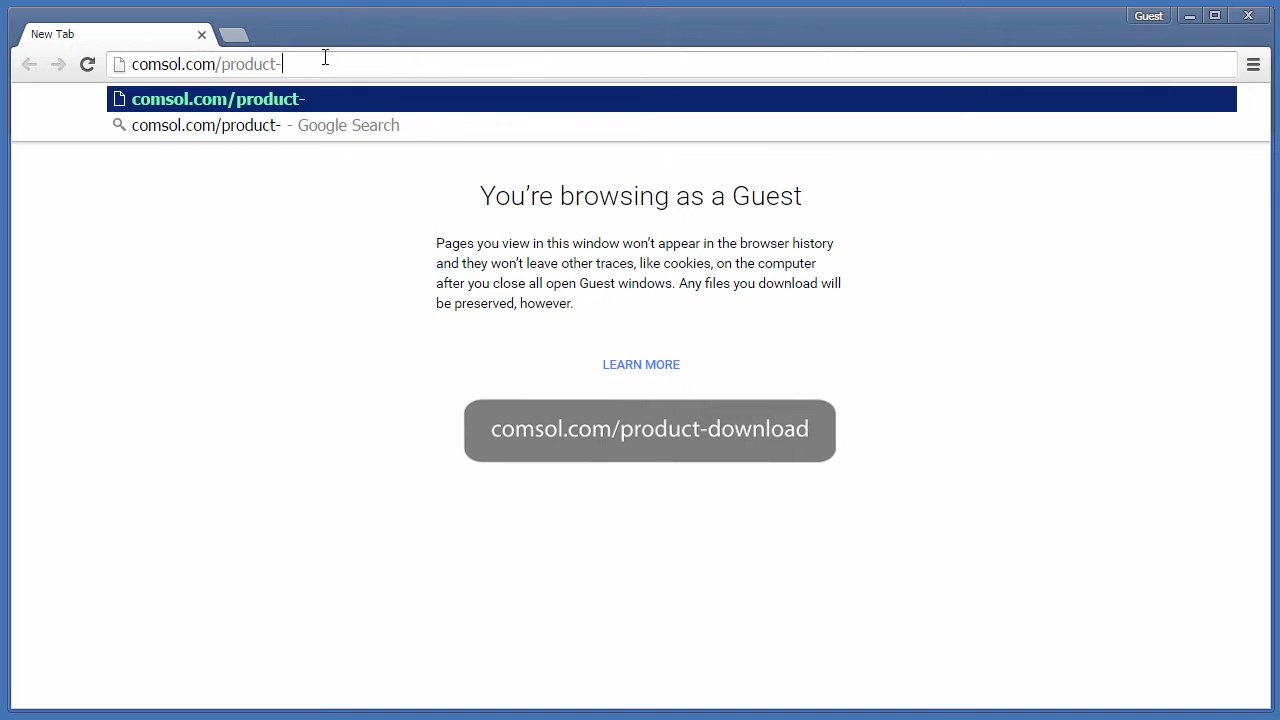 Guest
New Tab
comsol.com/product-
comsol.com/product-
comsol.com/product- - Google Search
You're browsing as a Guest
Pages you view in this window won't appear in the browser history
and they won't leave other traces, like cookies, on the computer
after you close all open Guest windows. Any files you download will
be preserved, however.
LEARN MORE
comsol.com/product-download